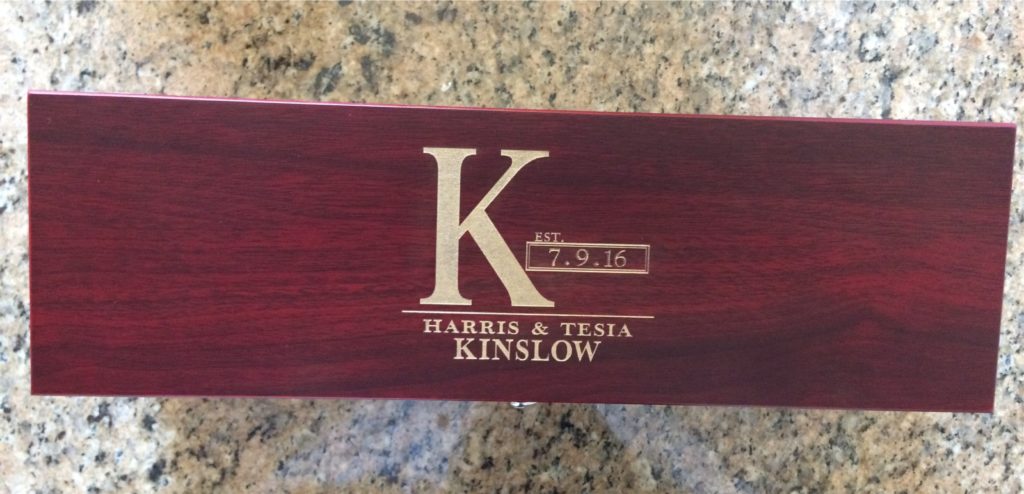 K
EST.
7.9.16
HARRIS & TESIA
KINSLOW